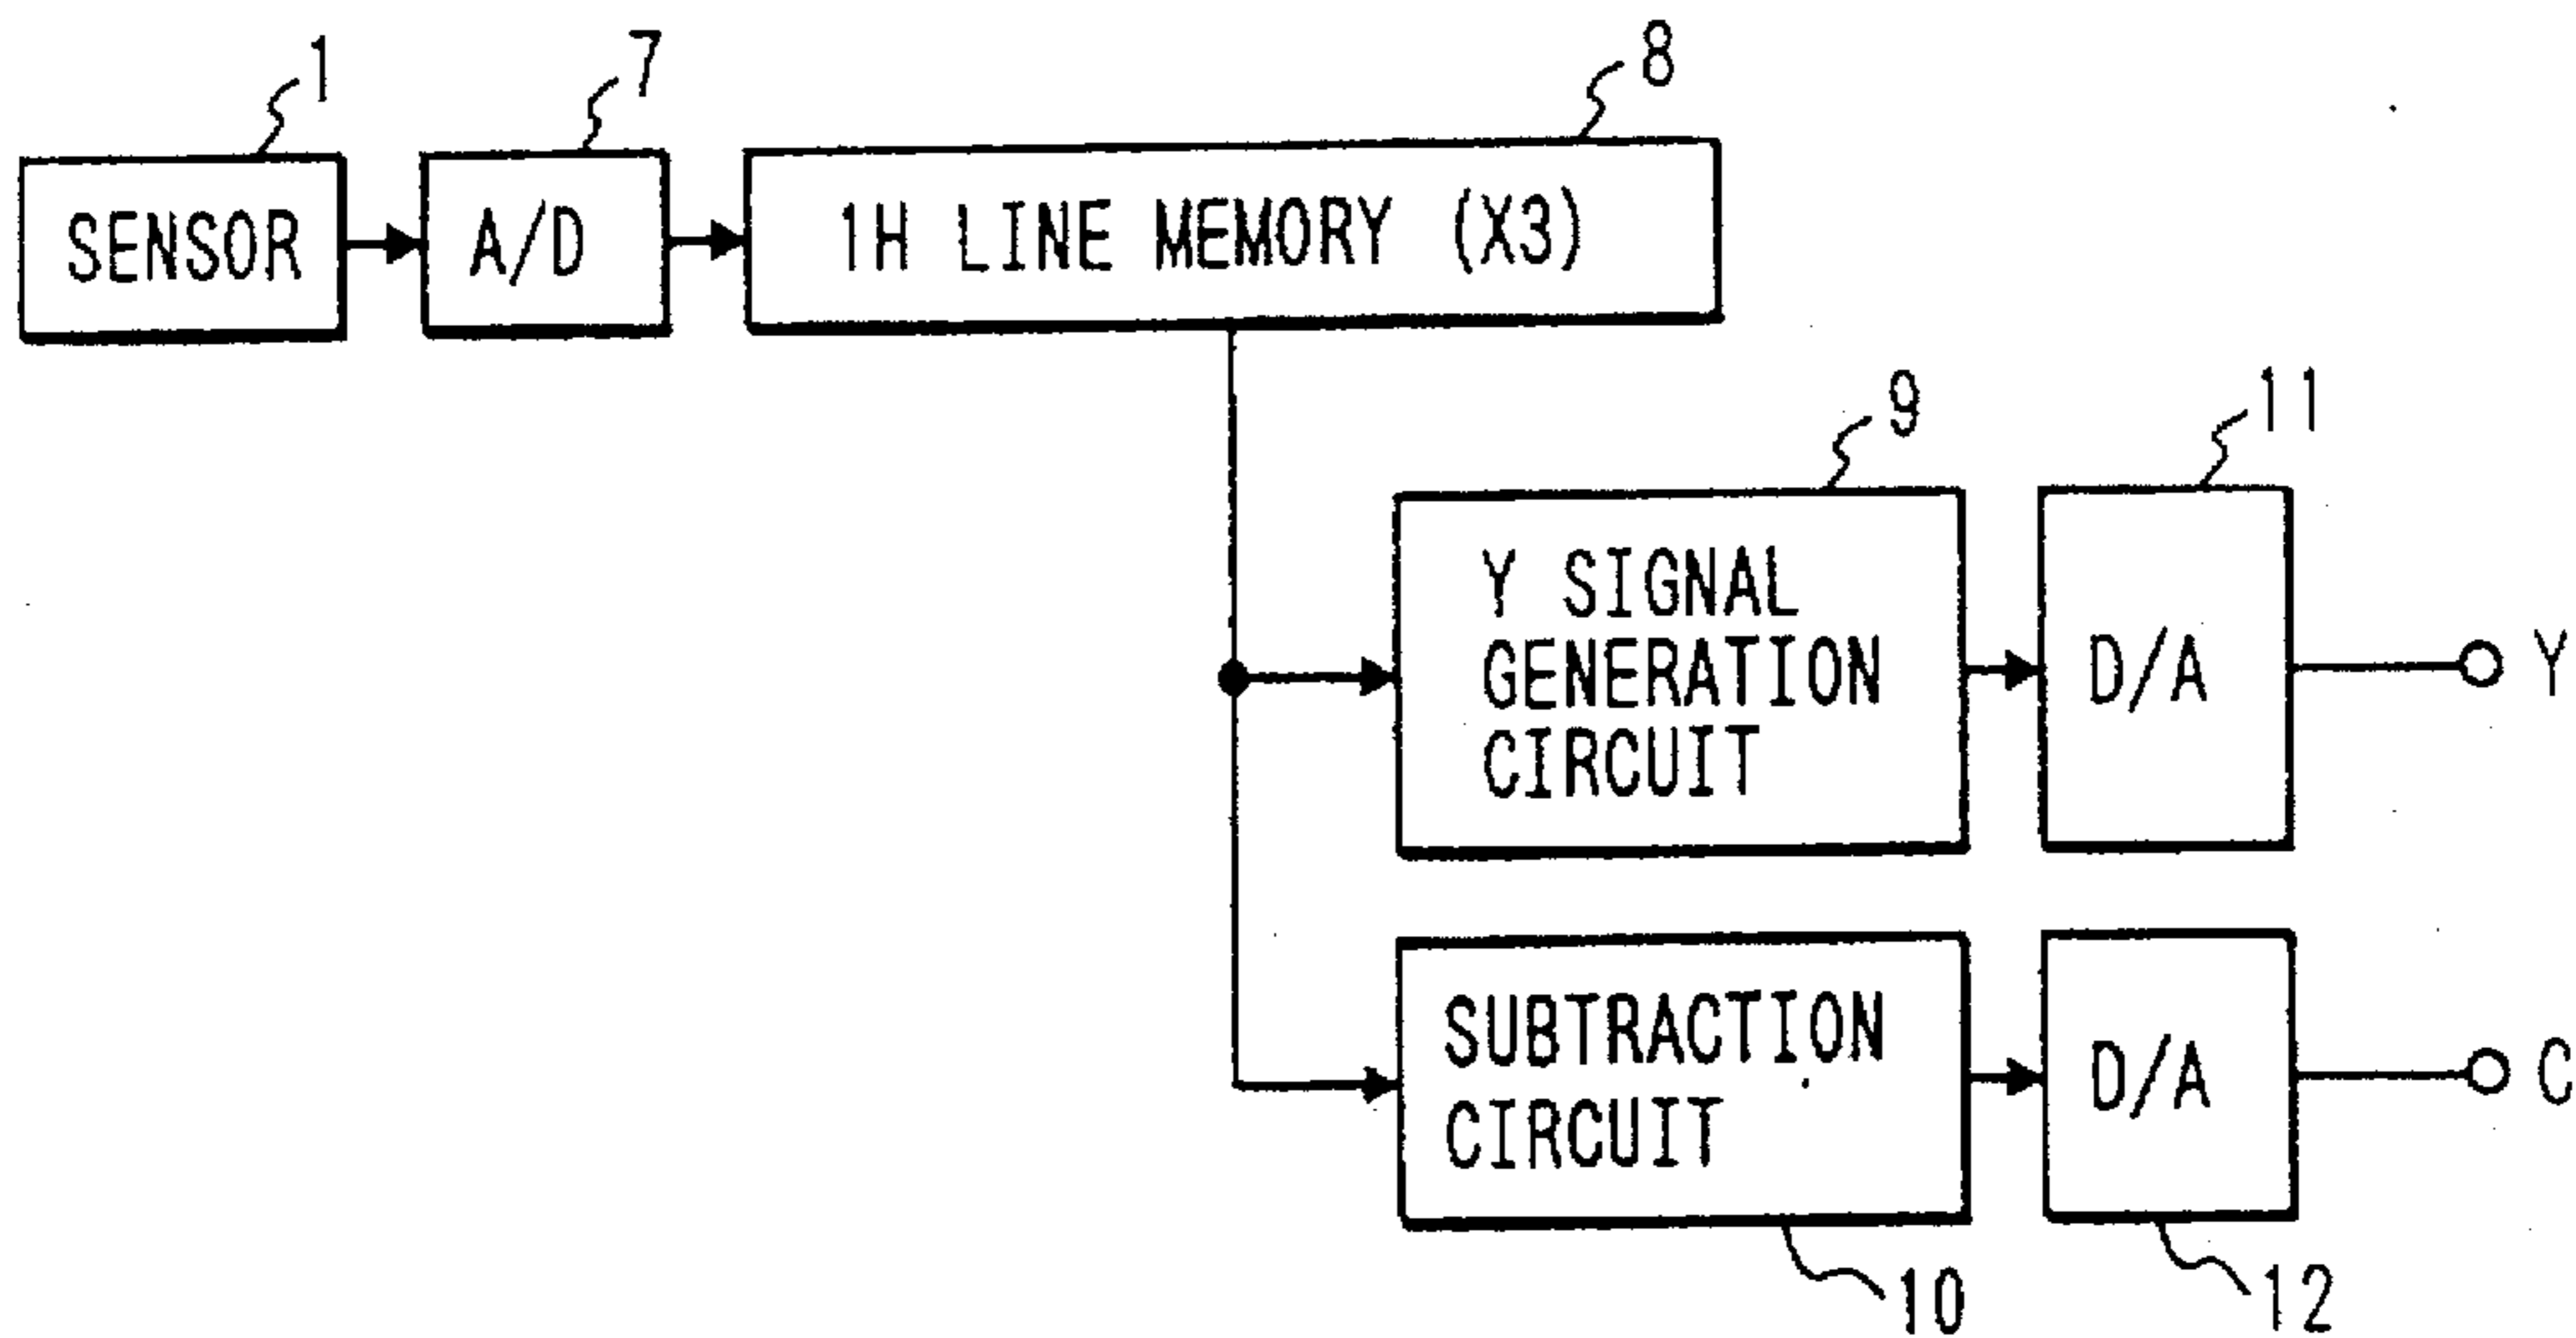 1
7
8
SENSOR
A/D
1H LINE MEMORY (X3)
9
11
Y SIGNAL
GENERATION
CIRCUIT
D/A
Y
SUBTRACTION
CIRCUIT
D/A
C
10
12